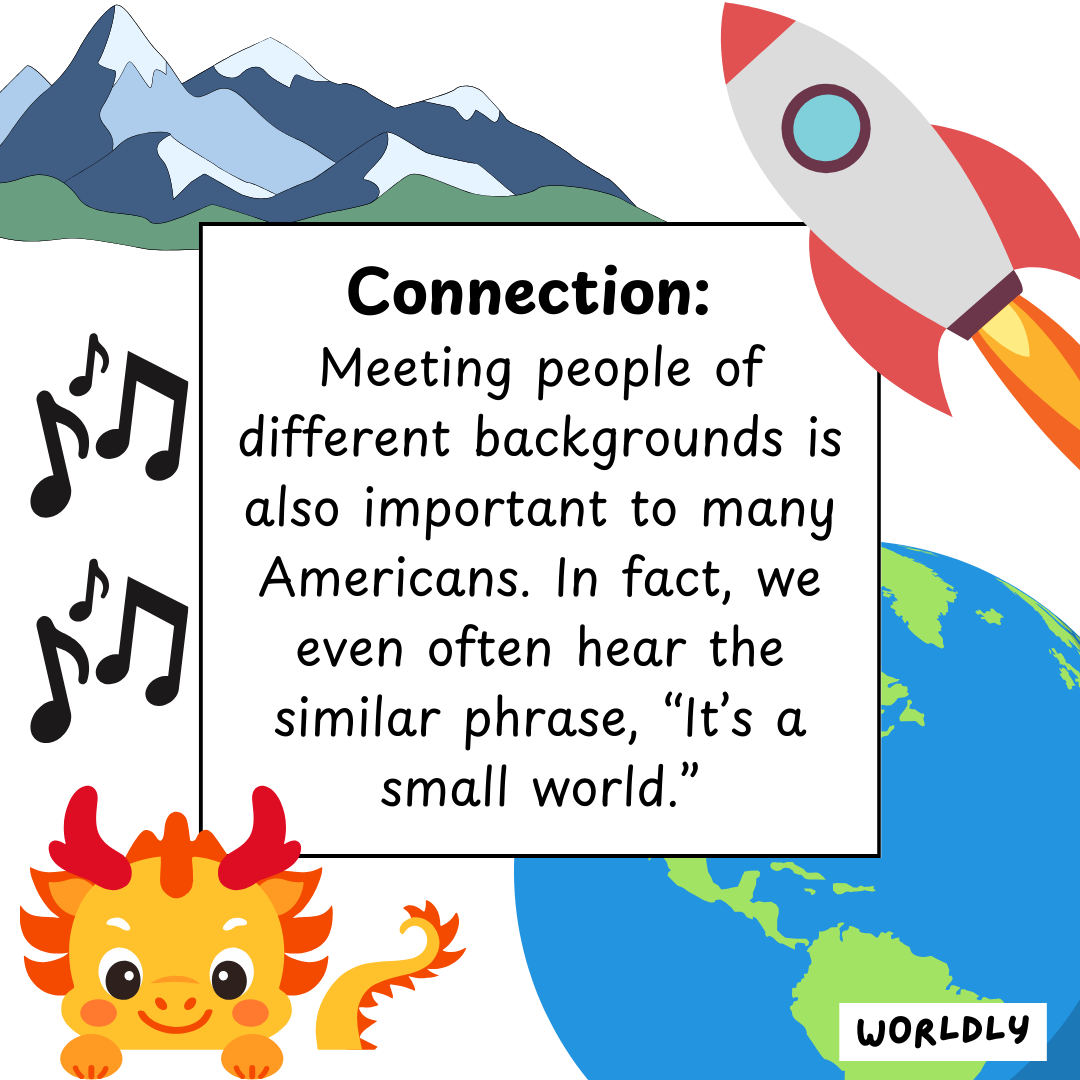 Connection:
Meeting people of
different backgrounds is
also important to many
Americans. In fact, we
even often hear the
similar phrase, “It’s a
small world.”
WORLDLY